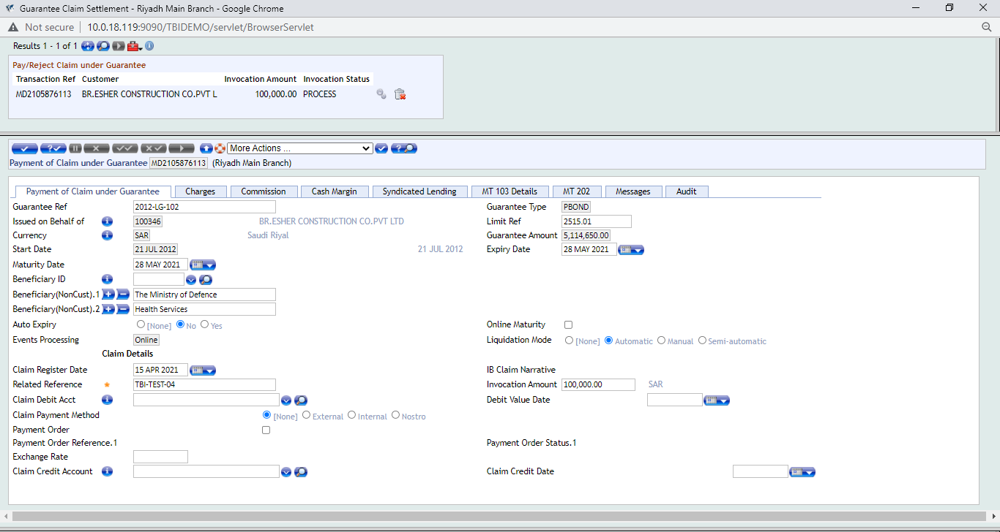 Guarantee Claim Settlement - Riyadh Main Branch - Google Chrome
Not secure 10.0.18.119:9090/TBIDEMO/servlet/BrowserServlet
Results 1 - 1 of 1
Pay/Reject Claim under Guarantee
Transaction Ref Customer Invocation Amount Invocation Status
MD2105876113 BR.ESHER CONSTRUCTION CO.PVT L 100,000.00 PROCESS
More Actions ...
Payment of Claim under Guarantee MD2105876113 (Riyadh Main Branch)
Payment of Claim under Guarantee Charges Commission Cash Margin Syndicated Lending MT 103 Details MT 202 Messages Audit
Guarantee Ref 2012-LG-102 Guarantee Type PBOND
Issued on Behalf of 100346 BR.ESHER CONSTRUCTION CO.PVT LTD Limit Ref 2515.01
Currency SAR Saudi Riyal Guarantee Amount 5,114,650.00
Start Date 21 JUL 2012 21 JUL 2012 Expiry Date 28 MAY 2021
Maturity Date 28 MAY 2021
Beneficiary ID
Beneficiary(NonCust).1 The Ministry of Defence
Beneficiary(NonCust).2 Health Services
Auto Expiry [None] No Yes Online Maturity
Events Processing Online Liquidation Mode [None] Automatic Manual Semi-automatic
Claim Details
Claim Register Date 15 APR 2021 IB Claim Narrative
Related Reference TBI-TEST-04 Invocation Amount 100,000.00 SAR
Claim Debit Acct Debit Value Date
Claim Payment Method [None] External Internal Nostro
Payment Order
Payment Order Reference.1 Payment Order Status.1
Exchange Rate
Claim Credit Account Claim Credit Date